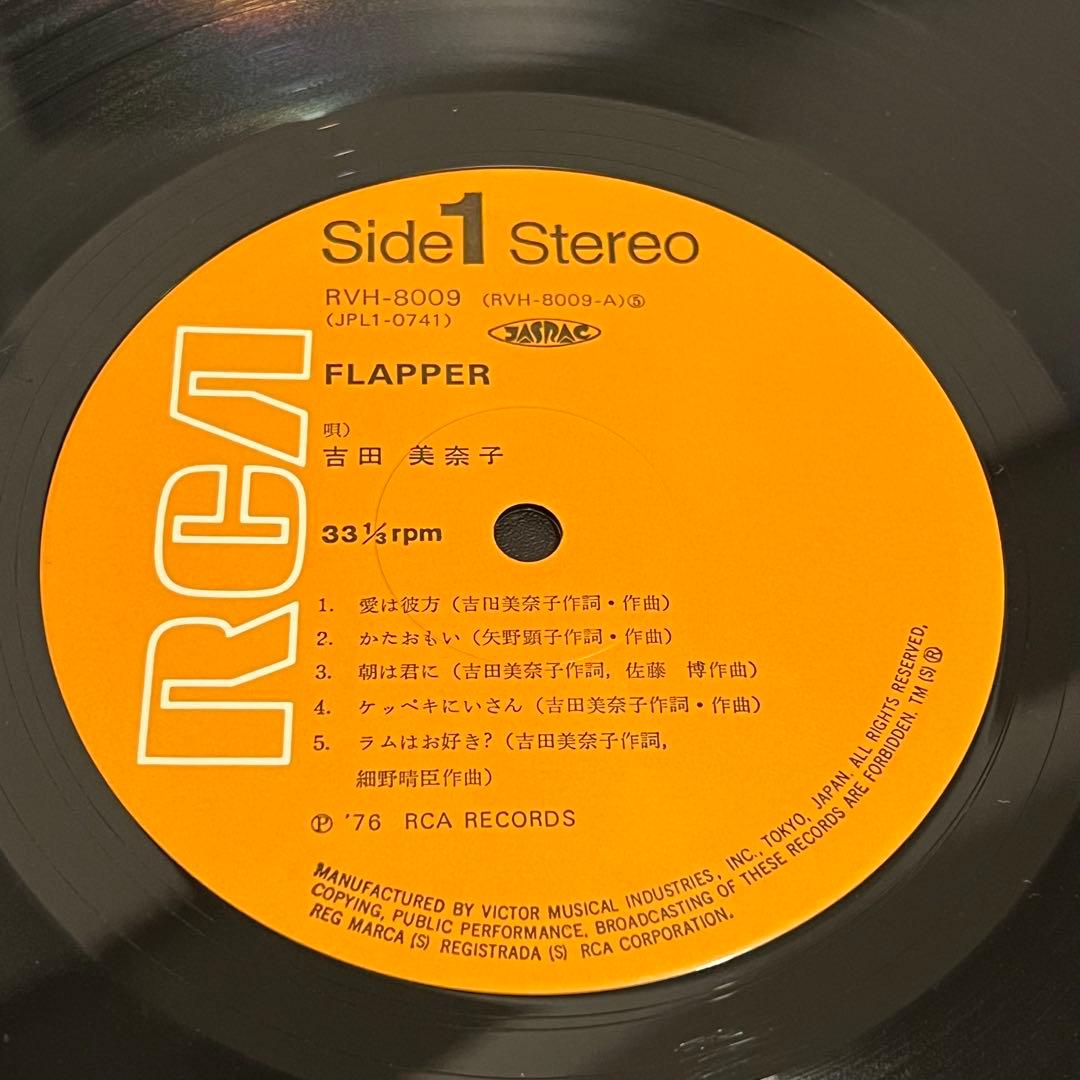 Side 1 Stereo
RVH-8009 (RVH-8009-A)⑤
(JPL1-0741)
JASRAC
FLAPPER
唄)
吉田 美奈子
33 1/3 rpm
1. 愛は彼方 (吉田美奈子作詞・作曲)
2. かたおもい (矢野顕子作詞・作曲)
3. 朝は君に (吉田美奈子作詞, 佐藤 博作曲)
4. ケッペキにいさん (吉田美奈子作詞・作曲)
5. ラムはお好き? (吉田美奈子作詞,
細野晴臣作曲)
Ⓟ '76 RCA RECORDS
RCA
MANUFACTURED BY VICTOR MUSICAL INDUSTRIES, INC., TOKYO, JAPAN. ALL RIGHTS RESERVED,
COPYING, PUBLIC PERFORMANCE, BROADCASTING OF THESE RECORDS ARE FORBIDDEN. TM (S) Ⓡ
REG MARCA (S) REGISTRADA (S) RCA CORPORATION.